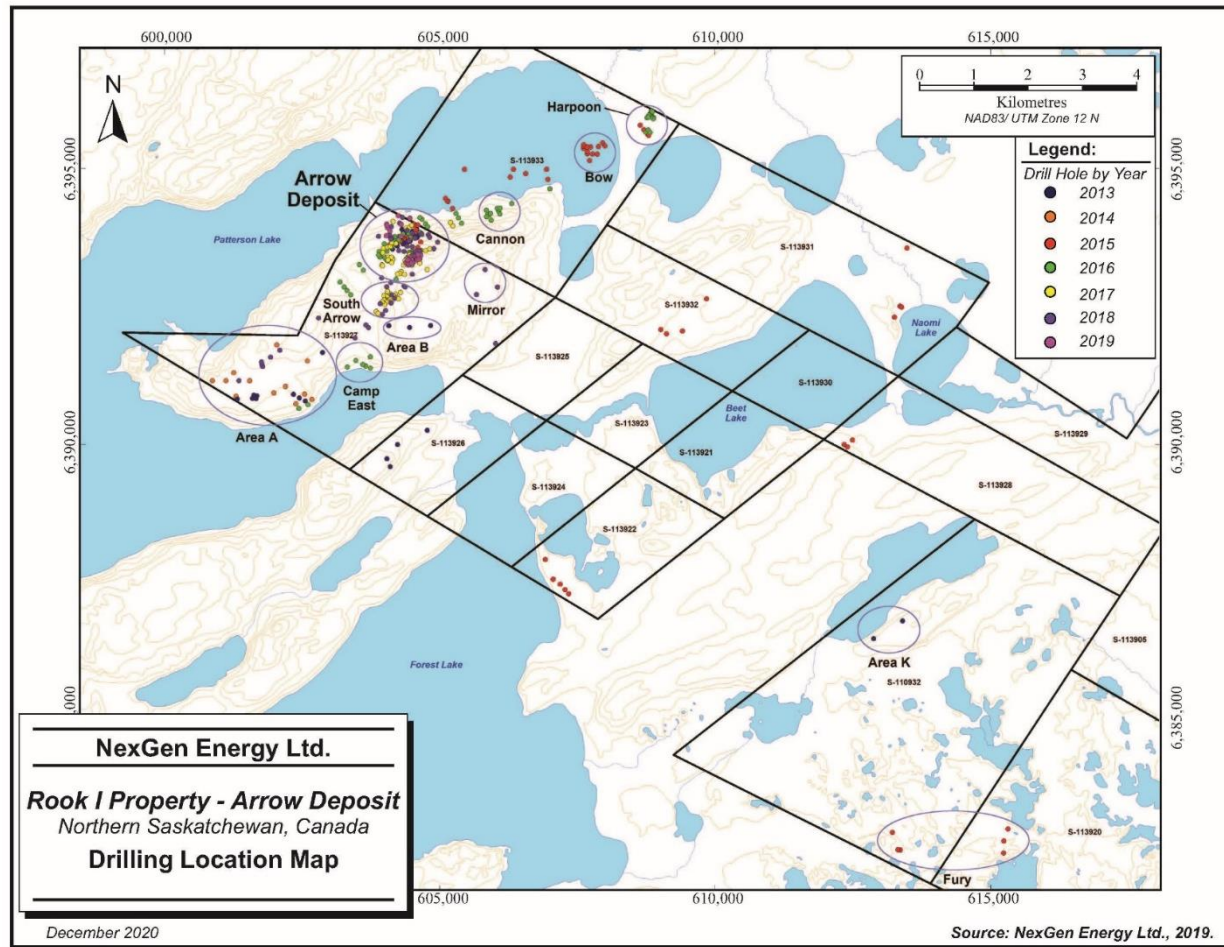 600,000
605,000
610,000
615,000
N
0 1 2 3 4
Kilometres
NAD83/ UTM Zone 12 N
Legend:
Drill Hole by Year
2013
2014
2015
2016
2017
2018
2019
6,395,000
6,395,000
Harpoon
Bow
S-113933
Arrow
Deposit
Patterson Lake
Cannon
S-113931
South
Arrow
Mirror
S-113932
Naomi
Lake
S-113927
Area B
S-113925
S-113930
Camp
East
Area A
Beet
Lake
S-113923
S-113929
6,390,000
6,390,000
S-113926
S-113921
S-113924
S-113928
S-113922
Area K
S-113905
Forest Lake
S-110932
6,385,000
S-113920
Fury
NexGen Energy Ltd.
Rook I Property - Arrow Deposit
Northern Saskatchewan, Canada
Drilling Location Map
605,000
610,000
615,000
December 2020
Source: NexGen Energy Ltd., 2019.